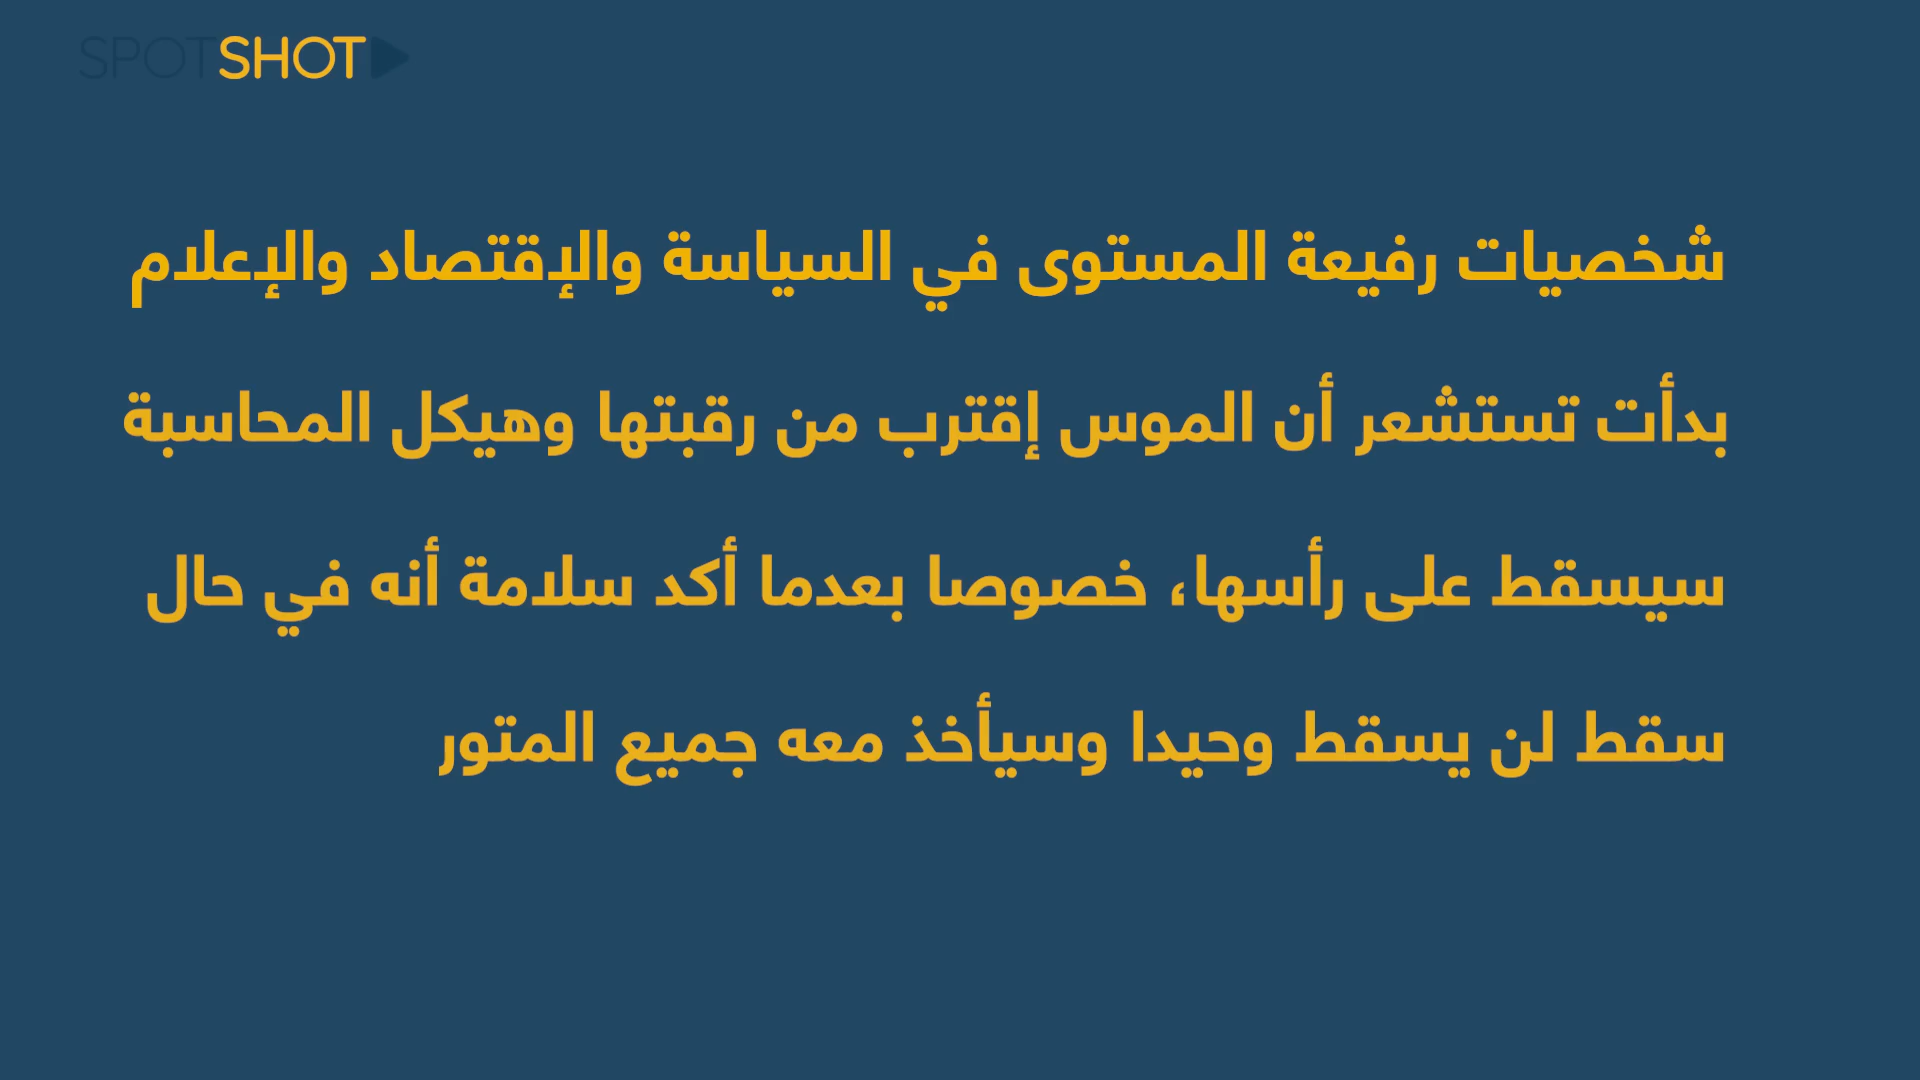 SPOTSHOT
شخصيات رفيعة المستوى في السياسة والإقتصاد والإعلام
بدأت تستشعر أن الموس إقترب من رقبتها وهيكل المحاسبة
سيسقط على رأسها، خصوصا بعدما أكد سلامة أنه في حال
سقط لن يسقط وحيدا وسيأخذ معه جميع المتور